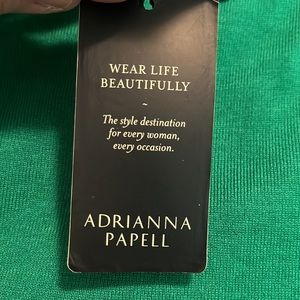 WEAR LIFE
BEAUTIFULLY
~
The style destination
for every woman,
every occasion.
ADRIANNA
PAPELL